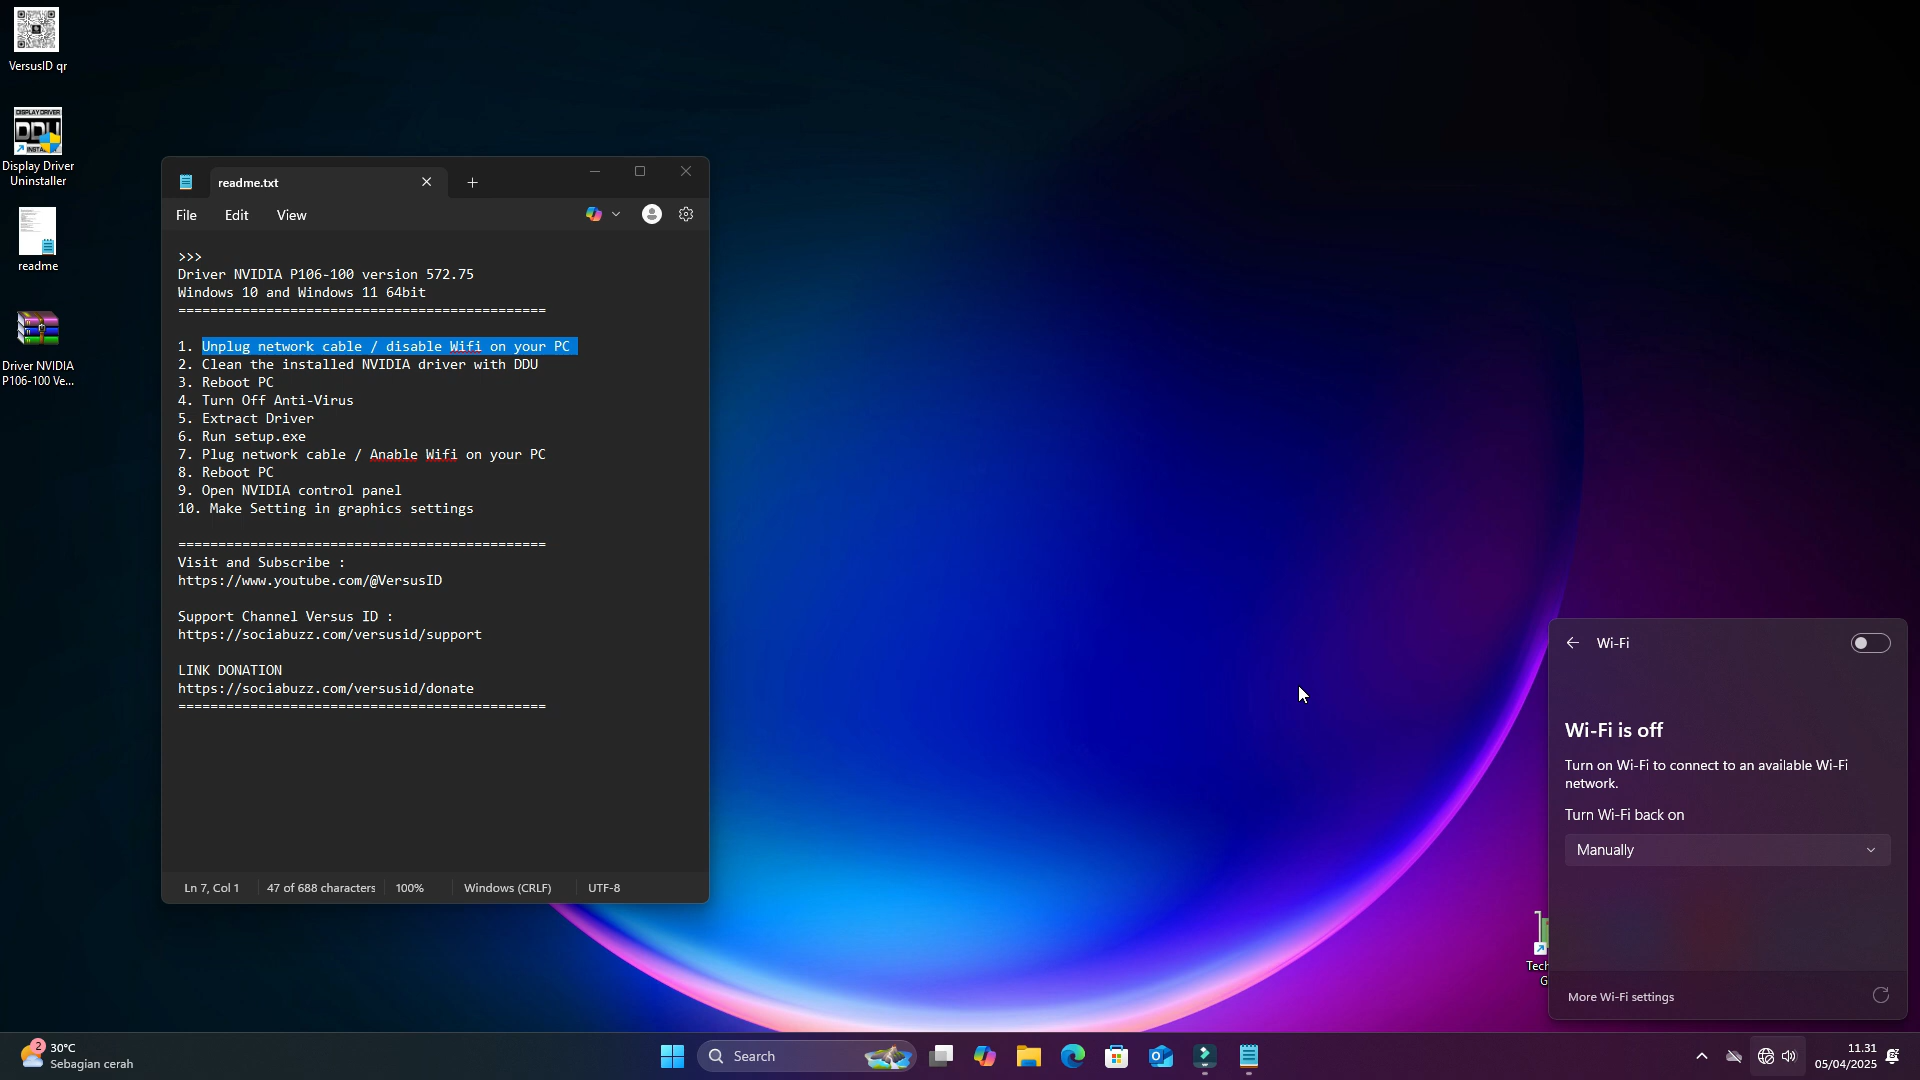 VersusID qr
DISPLAY DRIVER
DDU
Display Driver
Uninstaller
readme
Driver NVIDIA
P106-100 Ve...
readme.txt
File Edit View
>>>
Driver NVIDIA P106-100 version 572.75
Windows 10 and Windows 11 64bit
==============================================
1. Unplug network cable / disable Wifi on your PC
2. Clean the installed NVIDIA driver with DDU
3. Reboot PC
4. Turn Off Anti-Virus
5. Extract Driver
6. Run setup.exe
7. Plug network cable / Anable Wifi on your PC
8. Reboot PC
9. Open NVIDIA control panel
10. Make Setting in graphics settings
==============================================
Visit and Subscribe :
https://www.youtube.com/@VersusID
Support Channel Versus ID :
https://sociabuzz.com/versusid/support
LINK DONATION
https://sociabuzz.com/versusid/donate
==============================================
Ln 7, Col 1 47 of 688 characters 100% Windows (CRLF) UTF-8
Wi-Fi
Wi-Fi is off
Turn on Wi-Fi to connect to an available Wi-Fi
network.
Turn Wi-Fi back on
Manually
Tech
G
More Wi-Fi settings
2
30°C
Sebagian cerah
Search
11.31
05/04/2025